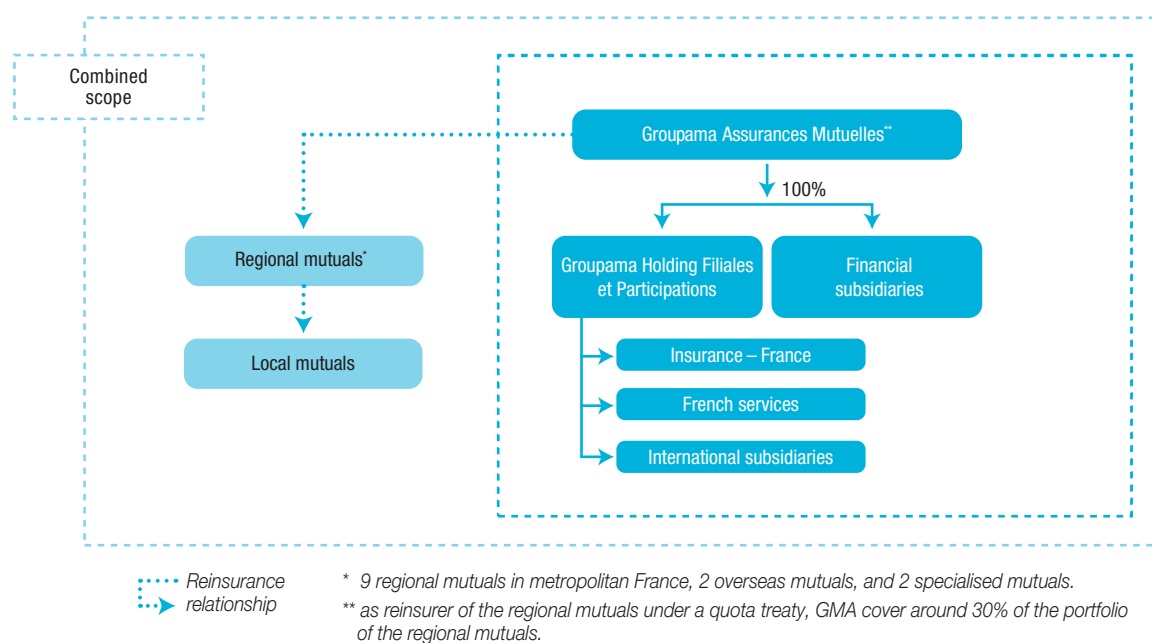 Combined
scope
Groupama Assurances Mutuelles**
100%
Regional mutuals*
Groupama Holding Filiales
et Participations
Financial
subsidiaries
Local mutuals
Insurance – France
French services
International subsidiaries
Reinsurance
relationship
* 9 regional mutuals in metropolitan France, 2 overseas mutuals, and 2 specialised mutuals.
** as reinsurer of the regional mutuals under a quota treaty, GMA cover around 30% of the portfolio
of the regional mutuals.